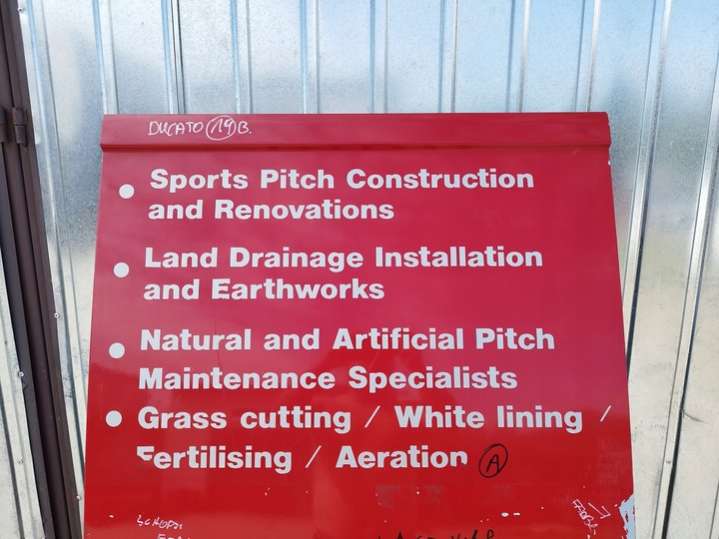 DUCATO 19 B.
• Sports Pitch Construction
and Renovations
• Land Drainage Installation
and Earthworks
• Natural and Artificial Pitch
Maintenance Specialists
• Grass cutting / White lining /
Fertilising / Aeration A